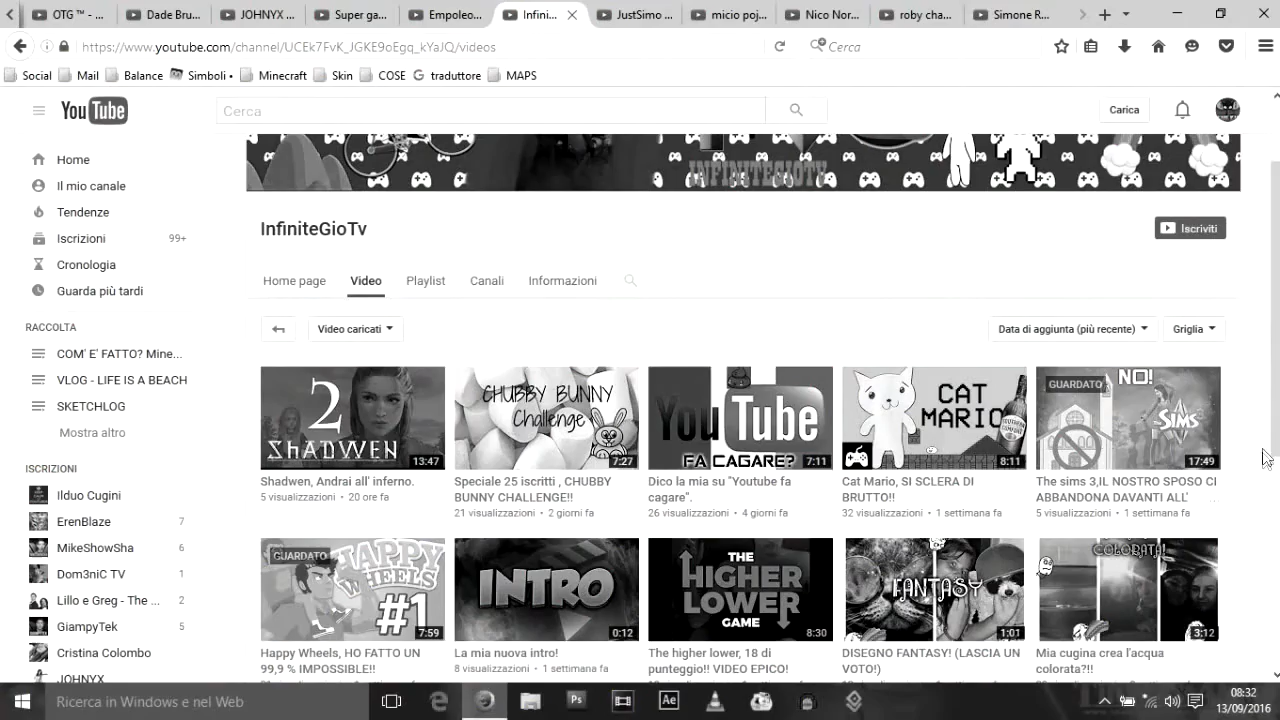 OTG ™ - ...
Dade Bru...
JOHNYX ...
Source G...
Empoleo...
Infini...
JustSimo ...
micio poj...
Nico - Yo...
roby char...
Simone R...
https://www.youtube.com/channel/UCEk7FvK_JGKE9oEgq_kYaJQ/videos
Cerca
Social
Mail
Balance
Simboli •
Minecraft
Skin
COSE
traduttore
MAPS
YouTube
Cerca
Carica
INFINITEGIOTV
Home
Il mio canale
Tendenze
Iscrizioni 99+
Cronologia
Guarda più tardi
RACCOLTA
COM' E' FATTO? Mine...
VLOG - LIFE IS A BEACH
SKETCHLOG
Mostra altro
ISCRIZIONI
Ilduo Cugini
ErenBlaze 7
MikeShowSha 6
Dom3niC TV 1
Lillo e Greg - The ... 2
GiampyTek 5
Cristina Colombo
JOHNYX
InfiniteGioTv
Iscriviti
Home page
Video
Playlist
Canali
Informazioni
Video caricati
Data di aggiunta (più recente)
Griglia
2
SHADWEN
13:47
Shadwen, Andrai all' inferno.
5 visualizzazioni • 20 ore fa
CHUBBY BUNNY
Challenge
7:27
Speciale 25 iscritti , CHUBBY
BUNNY CHALLENGE!!
21 visualizzazioni • 2 giorni fa
YouTube
FA CAGARE?
7:11
Dico la mia su "Youtube fa
cagare".
26 visualizzazioni • 4 giorni fa
CAT
MARIO
8:11
Cat Mario, SI SCLERA DI
BRUTTO!!
32 visualizzazioni • 1 settimana fa
GUARDATO
NO!
SIMS
17:49
The sims 3,IL NOSTRO SPOSO CI
ABBANDONA DAVANTI ALL'
5 visualizzazioni • 1 settimana fa
GUARDATO
HAPPY
WHEELS
#1
7:59
Happy Wheels, HO FATTO UN
99,9 % IMPOSSIBILE!!
INTRO
0:12
La mia nuova intro!
8 visualizzazioni • 1 settimana fa
THE
HIGHER
LOWER
GAME
8:30
The higher lower, 18 di
punteggio!! VIDEO EPICO!
FANTASY
1:01
DISEGNO FANTASY! (LASCIA UN
VOTO!)
COLORATA!
3:12
Mia cugina crea l'acqua
colorata?!!
Ricerca in Windows e nel Web
Ps
Ae
08:32
13/09/2016